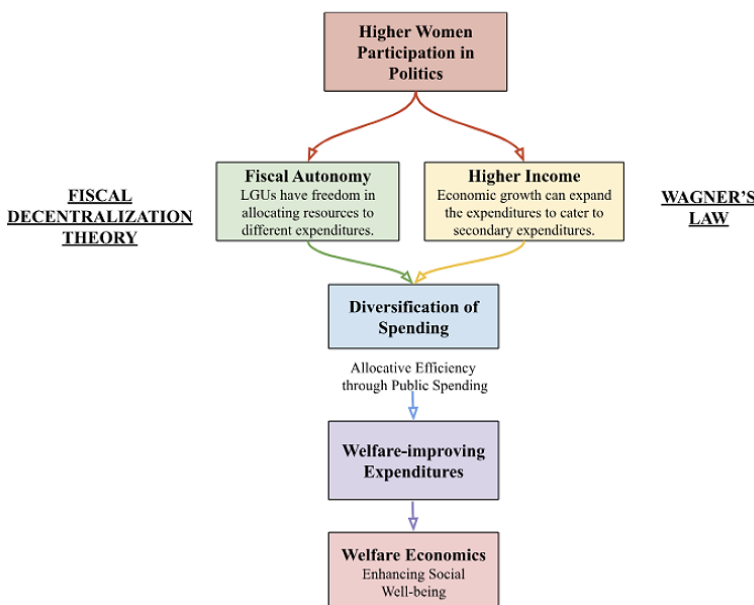 Higher Women
Participation in
Politics
Fiscal Autonomy
LGUs have freedom in
allocating resources to
different expenditures.
Higher Income
Economic growth can expand
the expenditures to cater to
secondary expenditures.
FISCAL
DECENTRALIZATION
THEORY
WAGNER'S
LAW
Diversification of
Spending
Allocative Efficiency
through Public Spending
Welfare-improving
Expenditures
Welfare Economics
Enhancing Social
Well-being